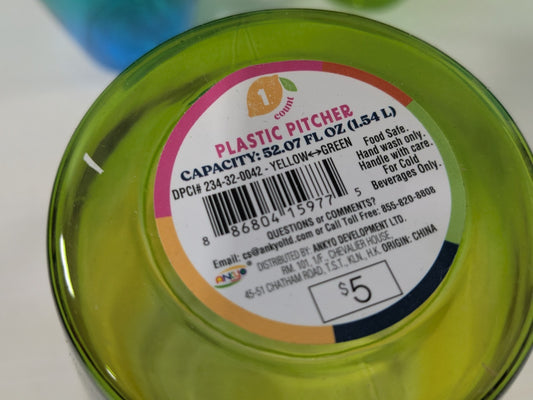 1
count
PLASTIC PITCHER
CAPACITY: 52.07 FL OZ (1.54 L)
DPCI# 234-32-0042 - YELLOW↔GREEN
Food Safe.
Hand wash only.
Handle with care.
For Cold
Beverages Only.
8 86804 15977 5
QUESTIONS or COMMENTS?
Email: cs@ankyoltd.com or Call Toll Free: 855-820-8808
ANKYO
DISTRIBUTED BY: ANKYO DEVELOPMENT LTD.
RM. 101, 1/F, CHEVALIER HOUSE,
45-51 CHATHAM ROAD, T.S.T., KLN., H.K. ORIGIN: CHINA
$5